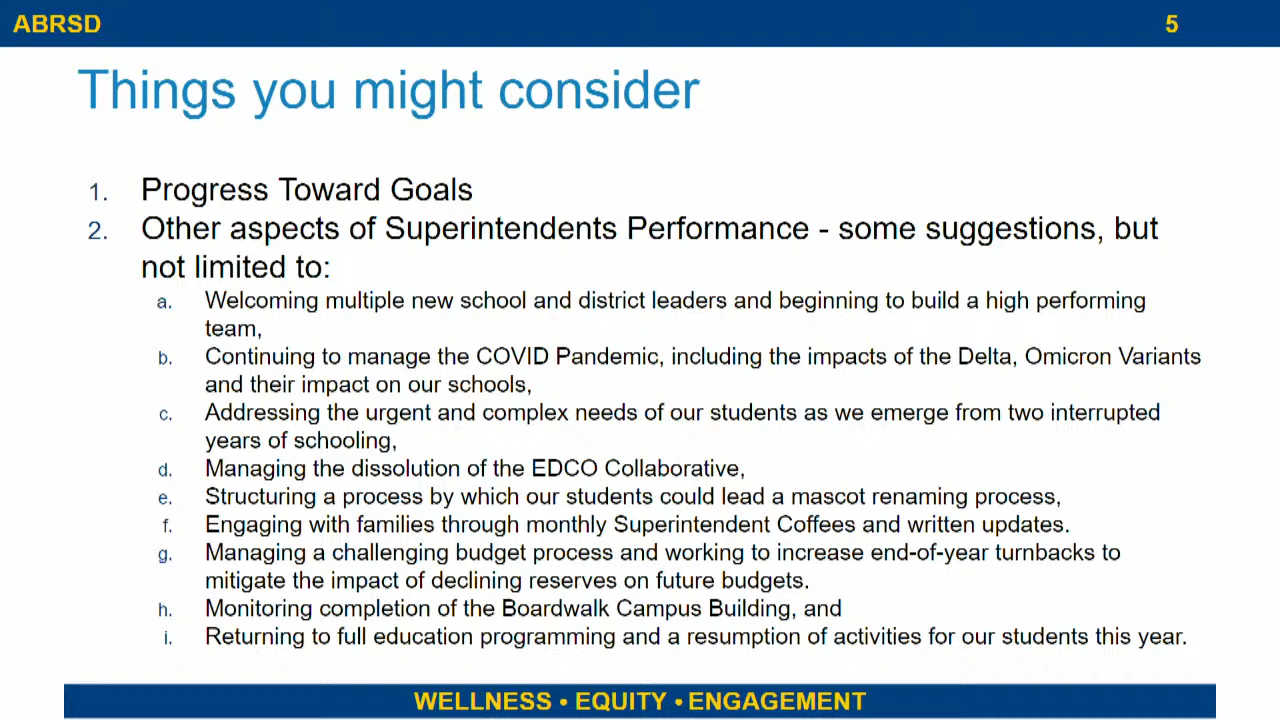 ABRSD
5
Things you might consider
1. Progress Toward Goals
2. Other aspects of Superintendents Performance - some suggestions, but
not limited to:
a. Welcoming multiple new school and district leaders and beginning to build a high performing
team,
b. Continuing to manage the COVID Pandemic, including the impacts of the Delta, Omicron Variants
and their impact on our schools,
c. Addressing the urgent and complex needs of our students as we emerge from two interrupted
years of schooling,
d. Managing the dissolution of the EDCO Collaborative,
e. Structuring a process by which our students could lead a mascot renaming process,
f. Engaging with families through monthly Superintendent Coffees and written updates.
g. Managing a challenging budget process and working to increase end-of-year turnbacks to
mitigate the impact of declining reserves on future budgets.
h. Monitoring completion of the Boardwalk Campus Building, and
i. Returning to full education programming and a resumption of activities for our students this year.
WELLNESS • EQUITY • ENGAGEMENT